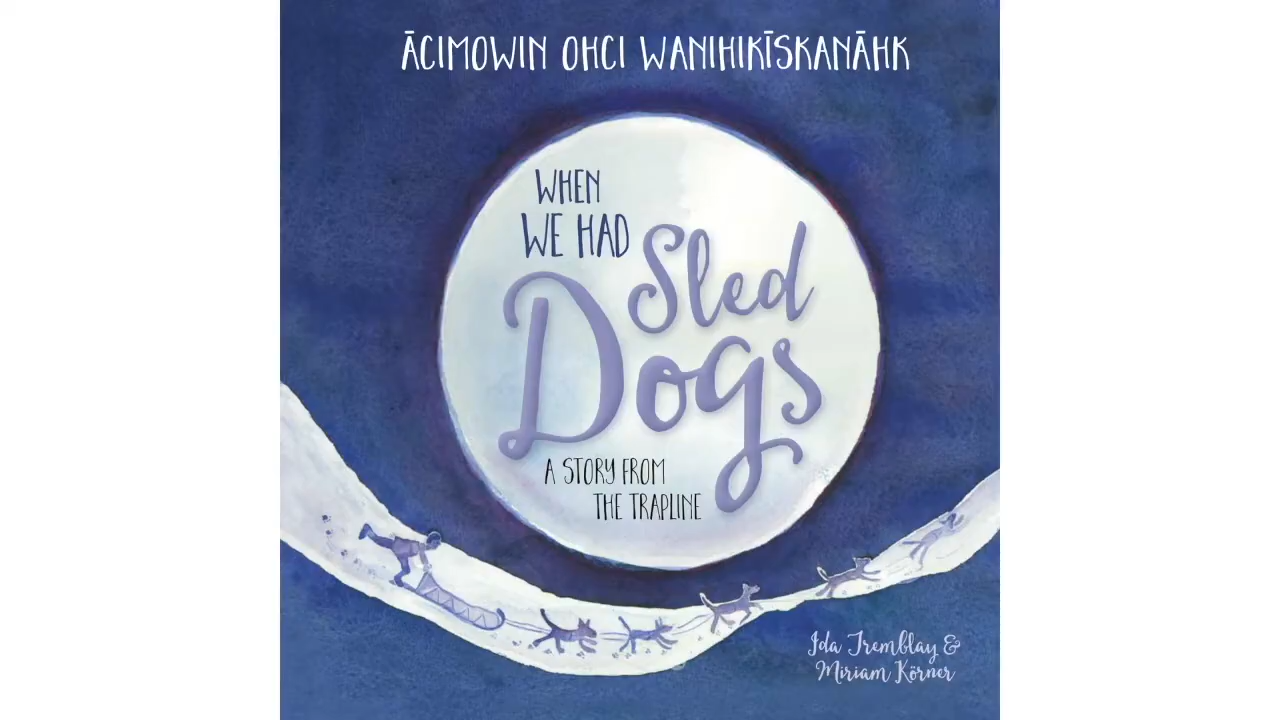 ĀCIMOWIN OHCI WANIHIKĪSKANĀHK
WHEN
WE HAD
Sled
Dogs
A STORY FROM
THE TRAPLINE
Ida Tremblay &
Miriam Körner